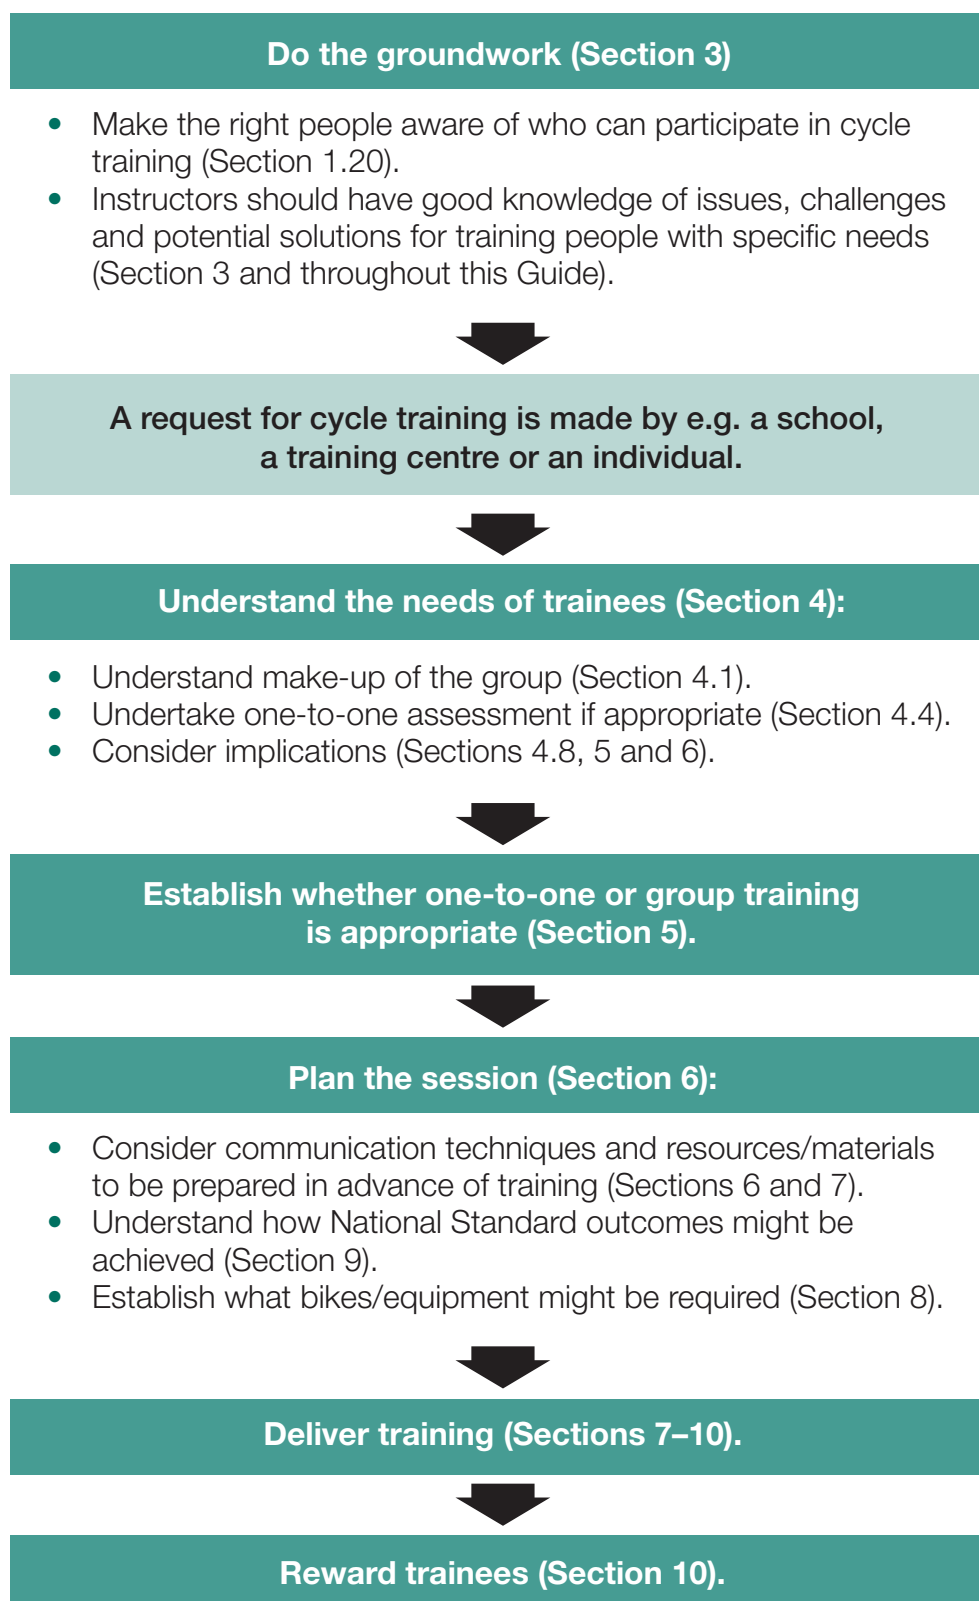 Do the groundwork (Section 3)
• Make the right people aware of who can participate in cycle
training (Section 1.20).
• Instructors should have good knowledge of issues, challenges
and potential solutions for training people with specific needs
(Section 3 and throughout this Guide).
A request for cycle training is made by e.g. a school,
a training centre or an individual.
Understand the needs of trainees (Section 4):
• Understand make-up of the group (Section 4.1).
• Undertake one-to-one assessment if appropriate (Section 4.4).
• Consider implications (Sections 4.8, 5 and 6).
Establish whether one-to-one or group training
is appropriate (Section 5).
Plan the session (Section 6):
• Consider communication techniques and resources/materials
to be prepared in advance of training (Sections 6 and 7).
• Understand how National Standard outcomes might be
achieved (Section 9).
• Establish what bikes/equipment might be required (Section 8).
Deliver training (Sections 7–10).
Reward trainees (Section 10).